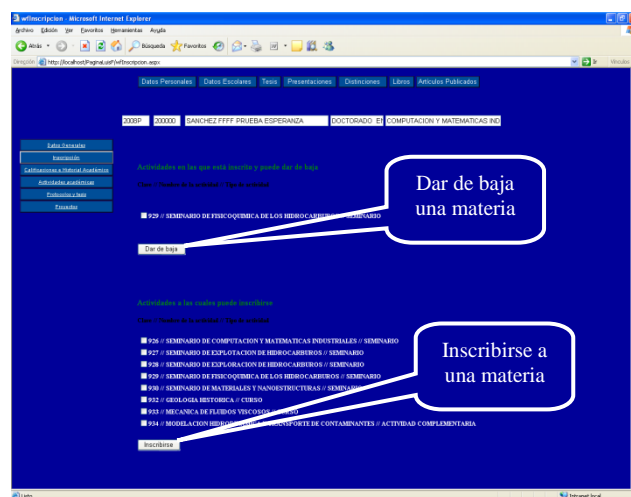 wfinscripcion - Microsoft Internet Explorer
Archivo Edición Ver Favoritos Herramientas Ayuda
Atrás Búsqueda Favoritos
Dirección http://localhost/PaginaLuisF/wfInscripcion.aspx Ir Vínculos
Datos Personales Datos Escolares Tesis Presentaciones Distinciones Libros Artículos Publicados
2008P 200000 SANCHEZ FFFF PRUEBA ESPERANZA DOCTORADO EN COMPUTACION Y MATEMATICAS IND
Datos Generales
Inscripción
Calificaciones e Historial Académico
Actividades académicas
Protocolos y tesis
Proyectos
Actividades en las que está inscrito y puede dar de baja
929 // SEMINARIO DE FISICOQUIMICA DE LOS HIDROCARBUROS // SEMINARIO
Dar de baja
Dar de baja
una materia
Actividades a las cuales puede inscribirse
926 // SEMINARIO DE COMPUTACION Y MATEMATICAS INDUSTRIALES // SEMINARIO
927 // SEMINARIO DE EXPLOTACION DE HIDROCARBUROS // SEMINARIO
928 // SEMINARIO DE EXPLORACION DE HIDROCARBUROS // SEMINARIO
929 // SEMINARIO DE FISICOQUIMICA DE LOS HIDROCARBUROS // SEMINARIO
930 // SEMINARIO DE MATERIALES Y NANOESTRUCTURAS // SEMINARIO
932 // GEOLOGIA HISTORICA // CURSO
933 // MECANICA DE FLUIDOS VISCOSOS // CURSO
934 // MODELACION TRANSPORTE DE CONTAMINANTES // ACTIVIDAD COMPLEMENTARIA
Inscribirse
Inscribirse a
una materia
Listo Intranet local